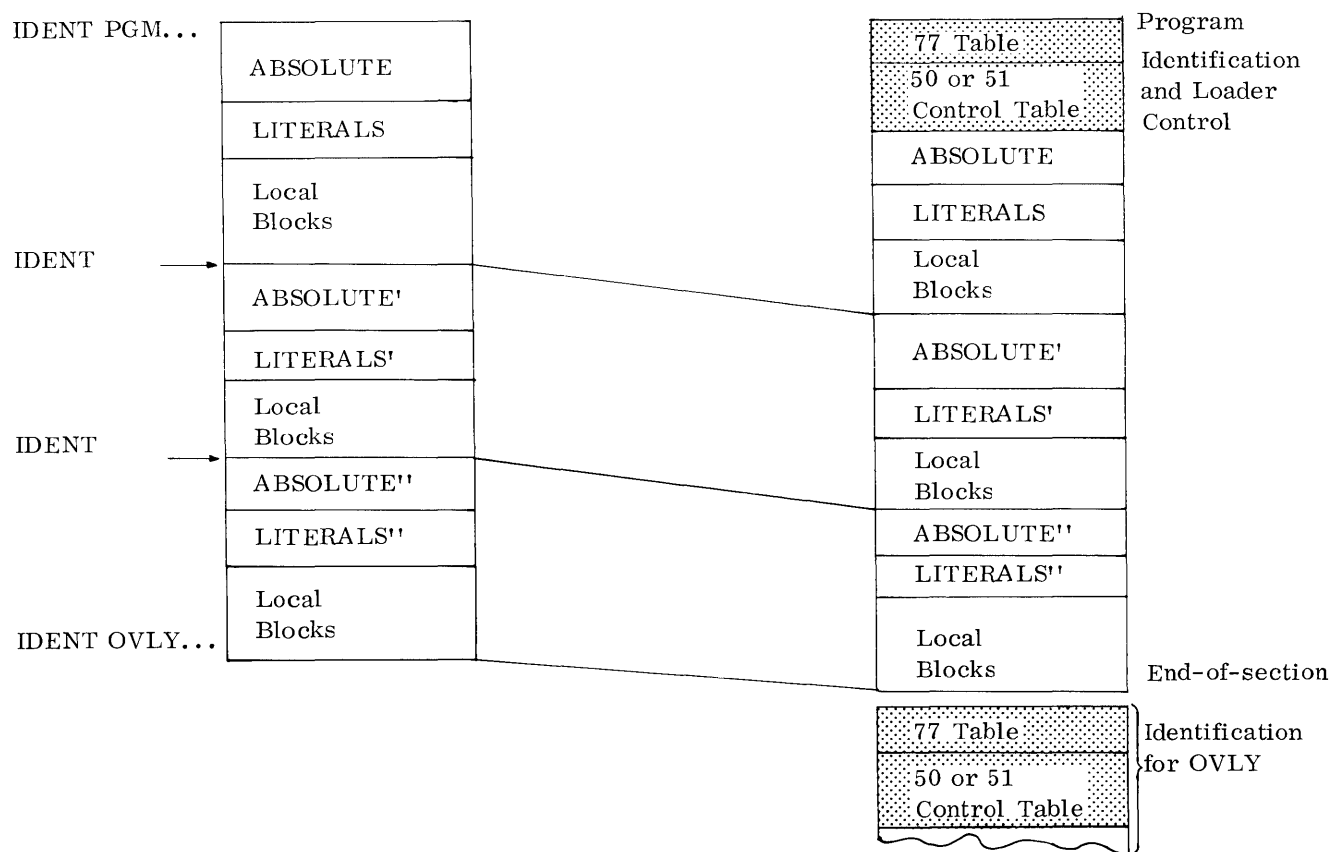 IDENT PGM...
ABSOLUTE
LITERALS
Local
Blocks
IDENT
ABSOLUTE'
LITERALS'
Local
Blocks
IDENT
ABSOLUTE''
LITERALS''
Local
Blocks
IDENT OVLY...
77 Table
50 or 51
Control Table
Program
Identification
and Loader
Control
ABSOLUTE
LITERALS
Local
Blocks
ABSOLUTE'
LITERALS'
Local
Blocks
ABSOLUTE''
LITERALS''
Local
Blocks
End-of-section
77 Table
50 or 51
Control Table
Identification
for OVLY